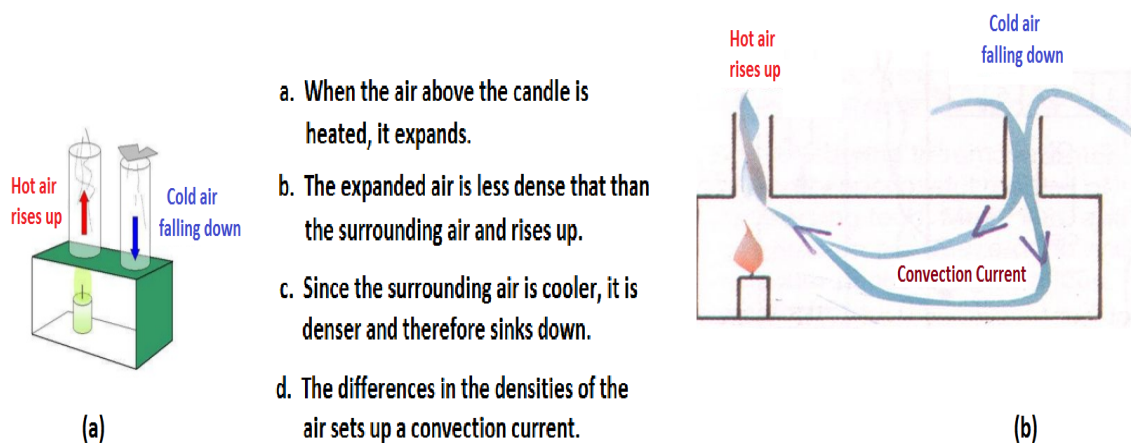 Hot air
rises up
Cold air
falling down
(a)
a. When the air above the candle is
heated, it expands.
b. The expanded air is less dense that than
the surrounding air and rises up.
c. Since the surrounding air is cooler, it is
denser and therefore sinks down.
d. The differences in the densities of the
air sets up a convection current.
Hot air
rises up
Cold air
falling down
Convection Current
(b)